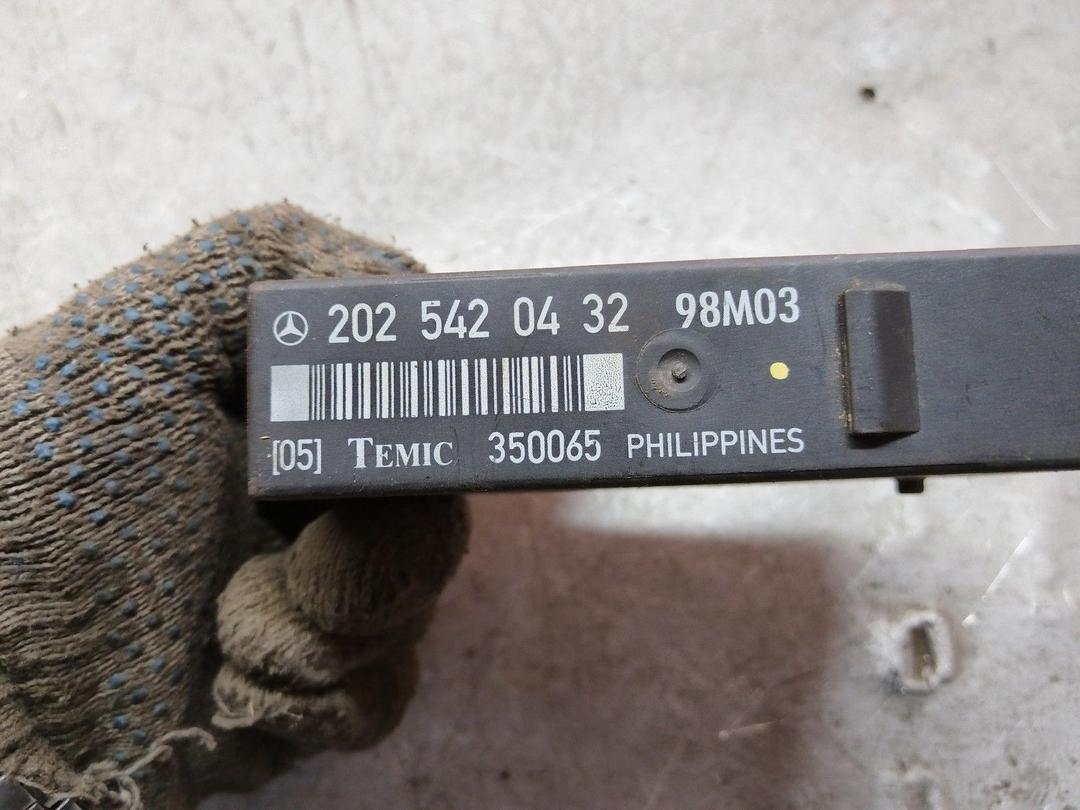 202 542 04 32 98M03
[05] TEMIC 350065 PHILIPPINES